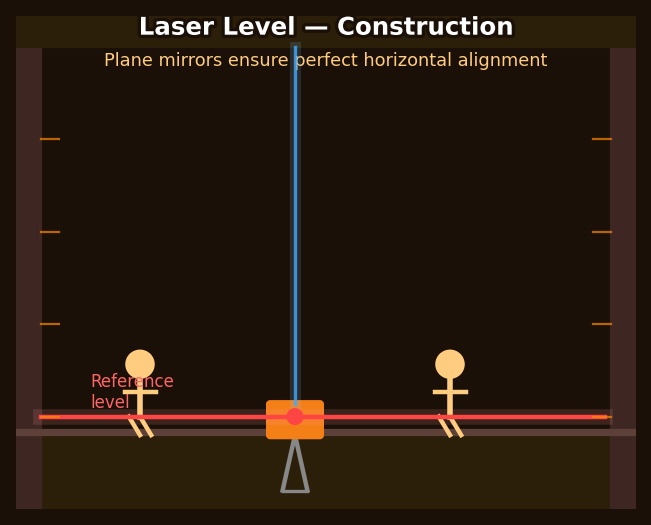 Laser Level — Construction
Plane mirrors ensure perfect horizontal alignment
Reference
level